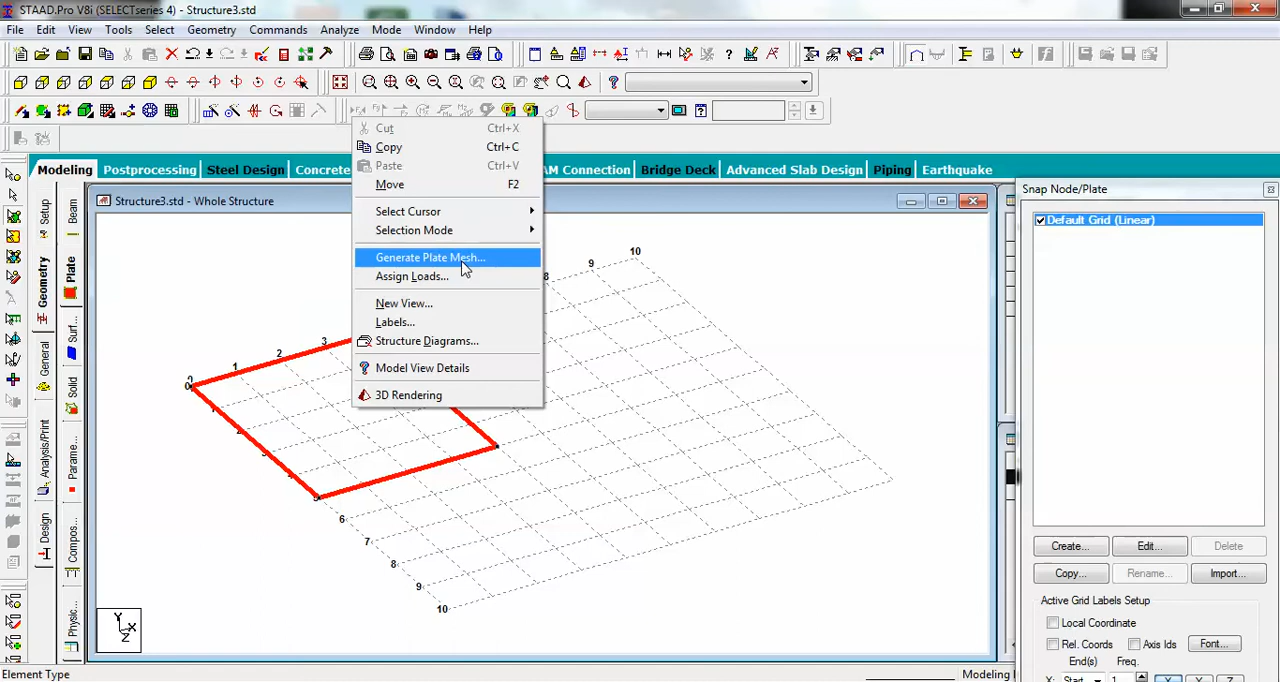 STAAD.Pro V8i (SELECTseries 4) - Structure3.std
File Edit View Tools Select Geometry Commands Analyze Mode Window Help
Modeling Postprocessing Steel Design Concrete AM Connection Bridge Deck Advanced Slab Design Piping Earthquake
Setup
Geometry
General
Analysis/Print
Design
Beam
Plate
Surf...
Solid
Parame...
Compos...
Physic...
Structure3.std - Whole Structure
Cut Ctrl+X
Copy Ctrl+C
Paste Ctrl+V
Move F2
Select Cursor
Selection Mode
Generate Plate Mesh...
Assign Loads...
New View...
Labels...
Structure Diagrams...
Model View Details
3D Rendering
10
9
8
3
2
1
0
5
6
7
8
9
10
Y
X
Z
Snap Node/Plate
Default Grid (Linear)
Create... Edit... Delete
Copy... Rename... Import...
Active Grid Labels Setup
Local Coordinate
Rel. Coords Axis Ids Font...
End(s) Freq.
X: Start 1 X Y Z
Element Type
Modeling